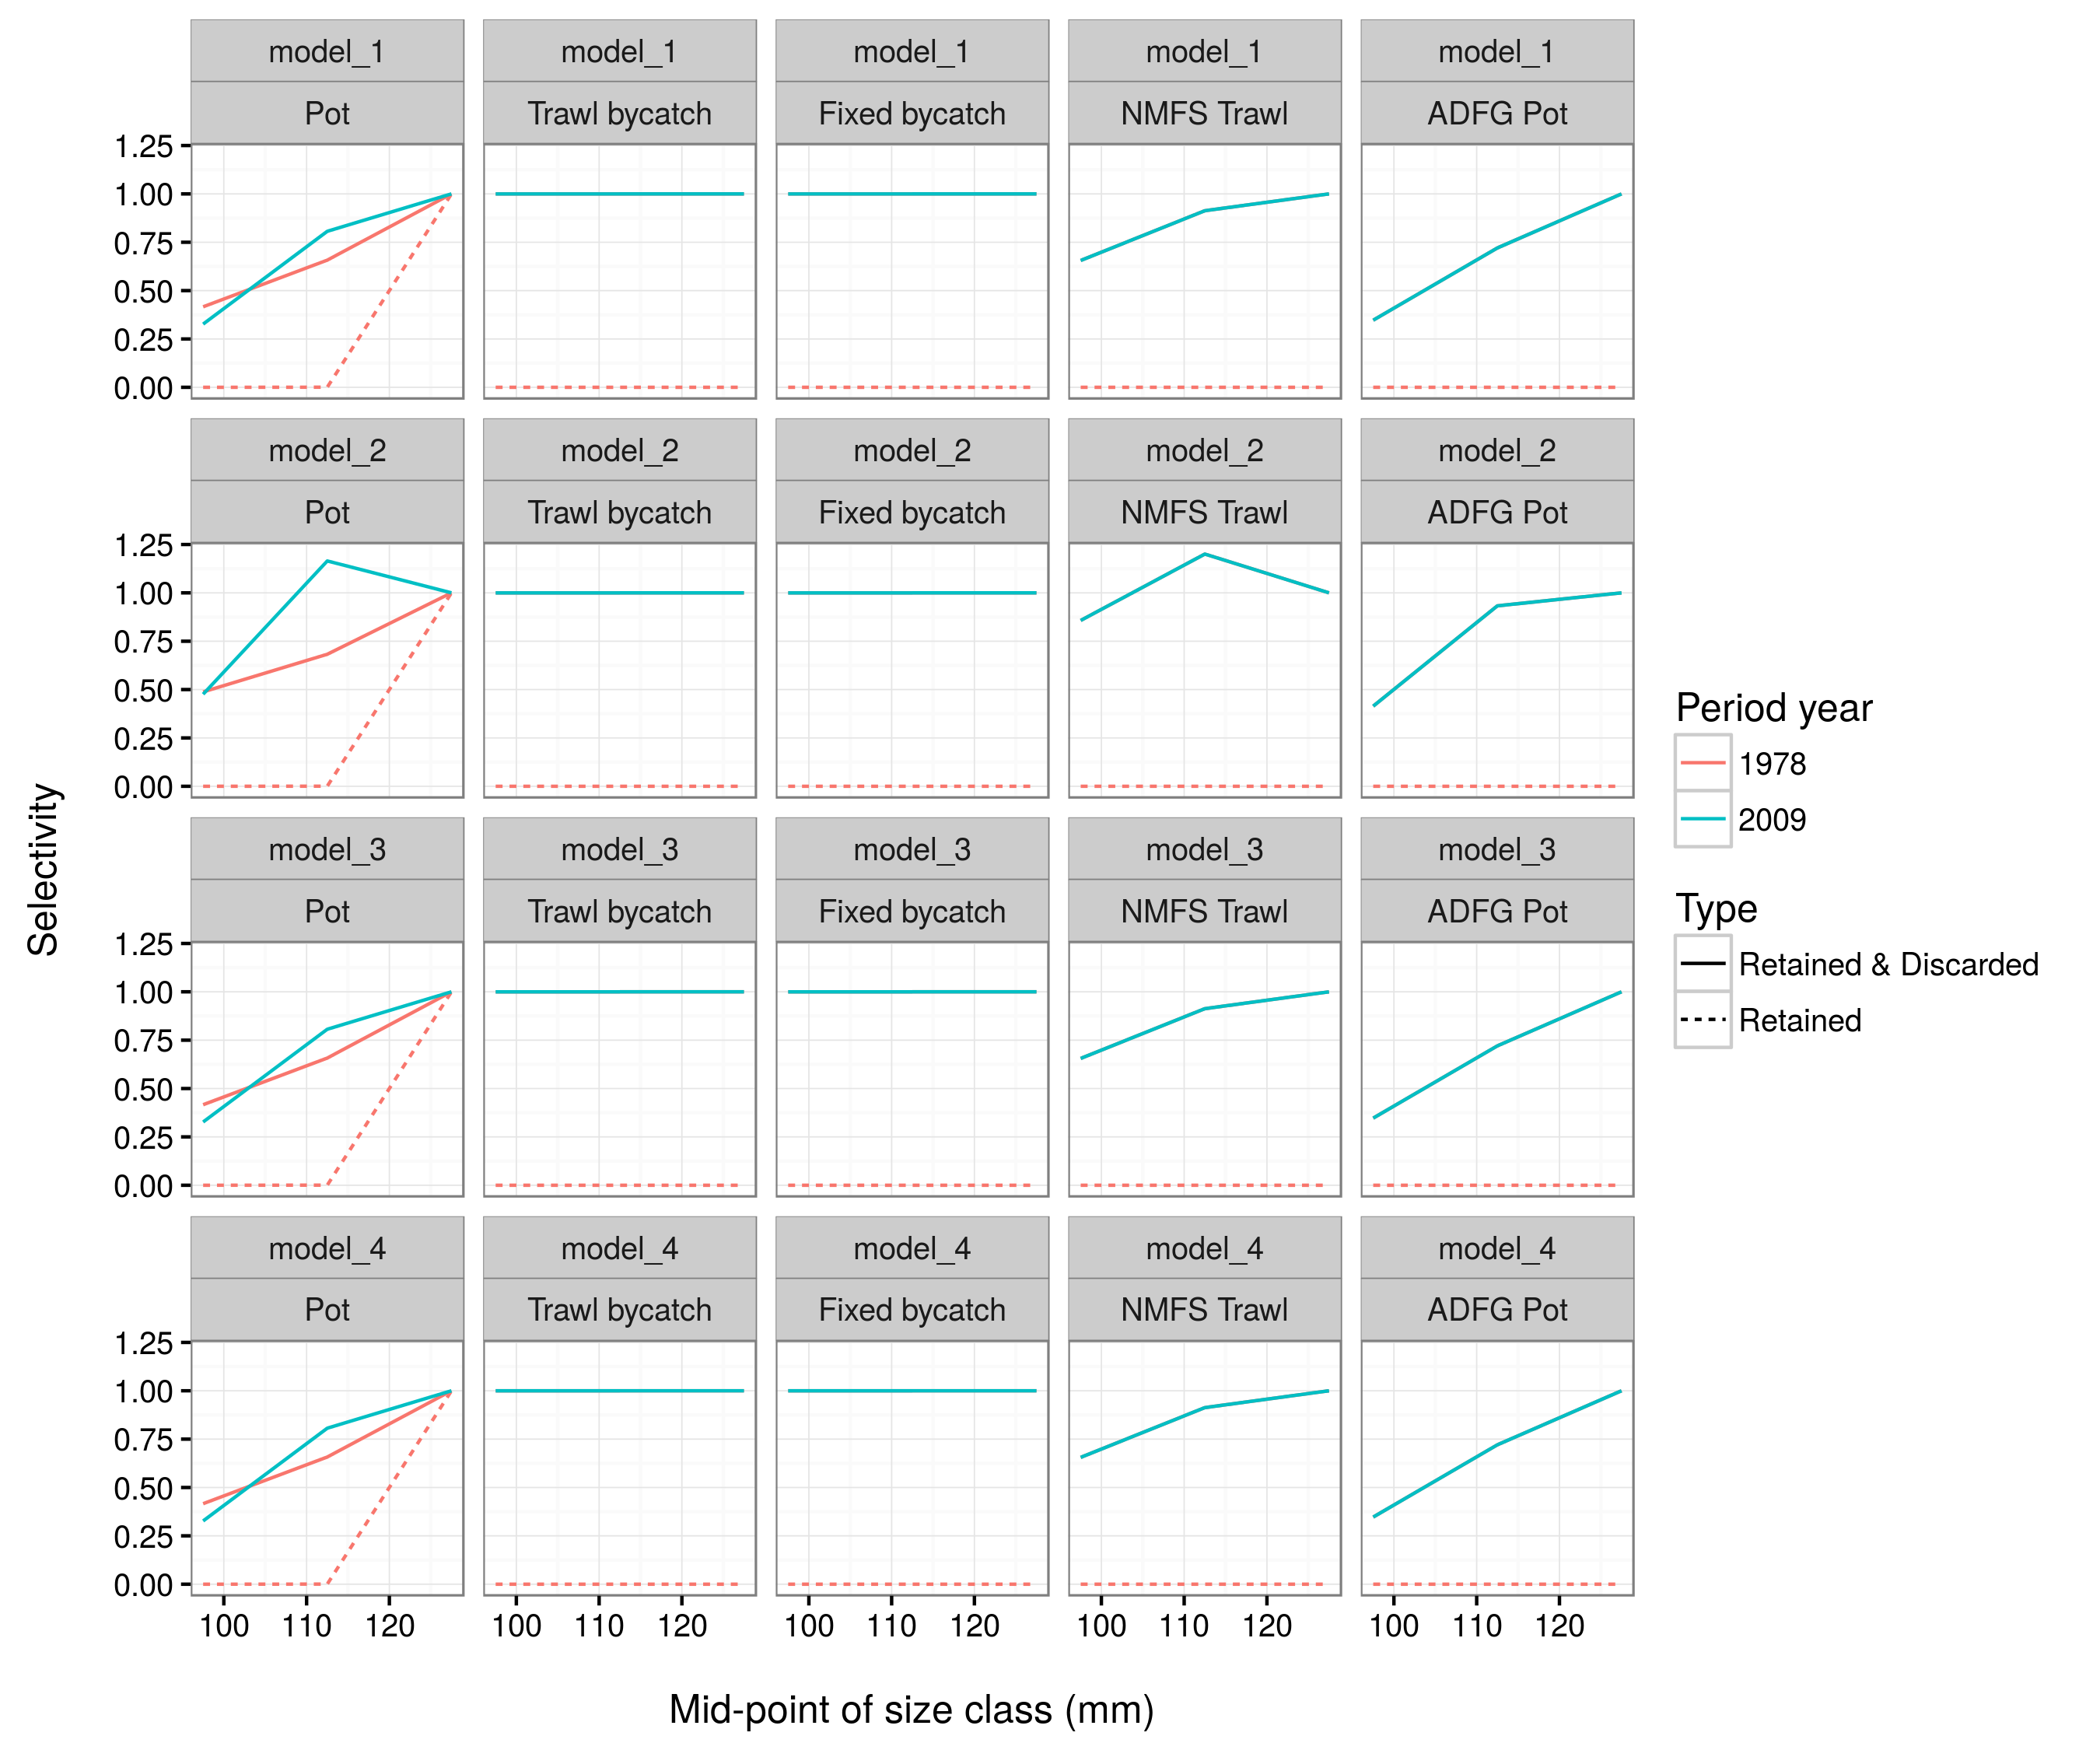 model_1 model_1 model_1 model_1 model_1
Pot Trawl bycatch Fixed bycatch NMFS Trawl ADFG Pot
1.25
1.00
0.75
0.50
0.25
0.00
model_2 model_2 model_2 model_2 model_2
Pot Trawl bycatch Fixed bycatch NMFS Trawl ADFG Pot
1.25
1.00
0.75
0.50
0.25
0.00
model_3 model_3 model_3 model_3 model_3
Pot Trawl bycatch Fixed bycatch NMFS Trawl ADFG Pot
1.25
1.00
0.75
0.50
0.25
0.00
model_4 model_4 model_4 model_4 model_4
Pot Trawl bycatch Fixed bycatch NMFS Trawl ADFG Pot
1.25
1.00
0.75
0.50
0.25
0.00
100 110 120 100 110 120 100 110 120 100 110 120 100 110 120
Mid-point of size class (mm)
Selectivity
Period year
1978
2009
Type
Retained & Discarded
Retained